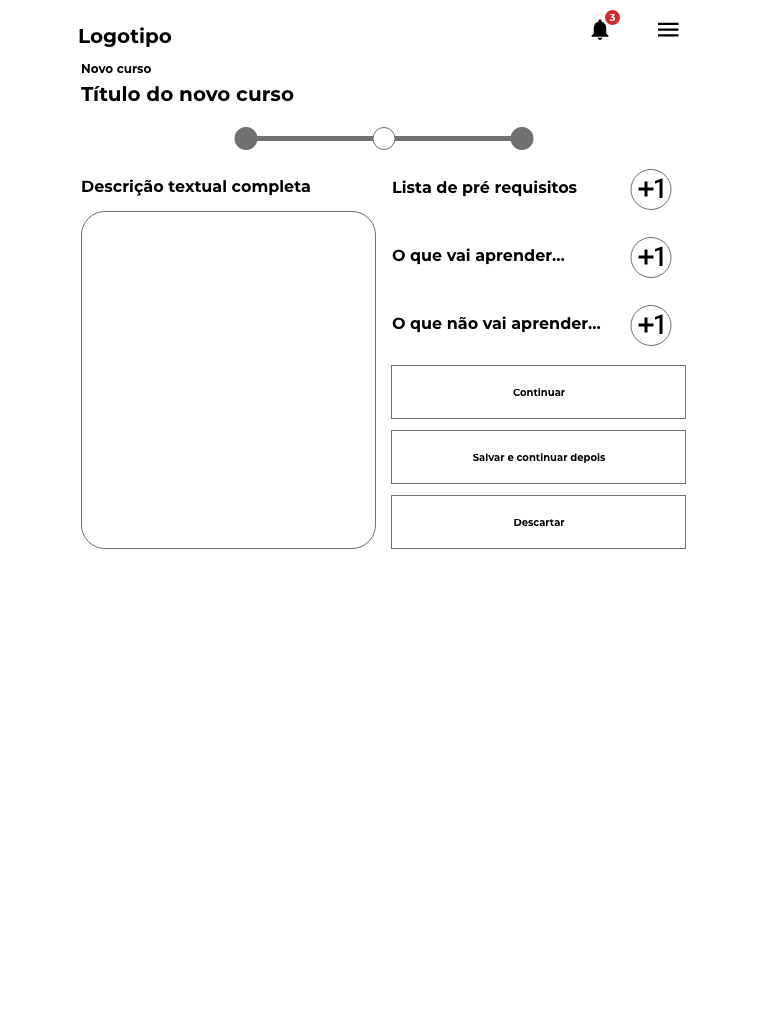 Logotipo
3
Novo curso
Título do novo curso
Descrição textual completa
Lista de pré requisitos
+1
O que vai aprender...
+1
O que não vai aprender...
+1
Continuar
Salvar e continuar depois
Descartar